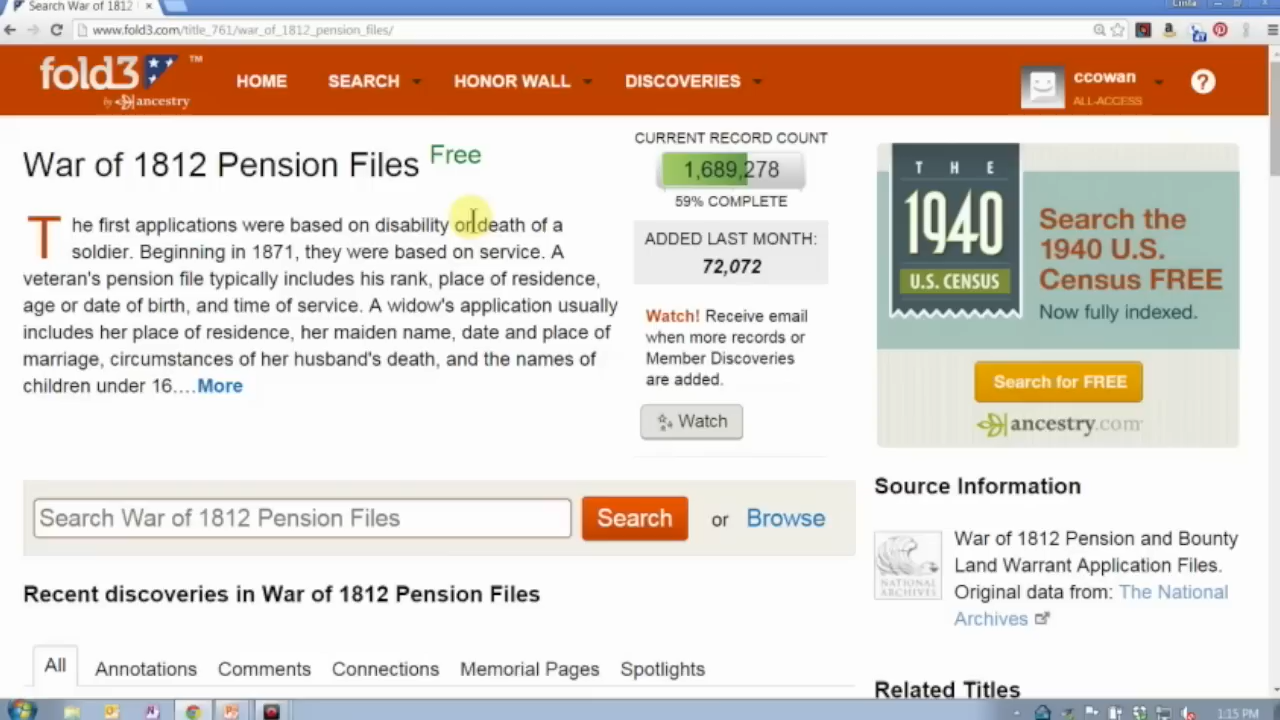 Search War of 1812
www.fold3.com/title_761/war_of_1812_pension_files/
fold3 ™
by ancestry
HOME SEARCH HONOR WALL DISCOVERIES
ccowan
ALL-ACCESS
?
War of 1812 Pension Files Free
The first applications were based on disability or death of a
soldier. Beginning in 1871, they were based on service. A
veteran's pension file typically includes his rank, place of residence,
age or date of birth, and time of service. A widow's application usually
includes her place of residence, her maiden name, date and place of
marriage, circumstances of her husband's death, and the names of
children under 16....More
CURRENT RECORD COUNT
1,689,278
59% COMPLETE
ADDED LAST MONTH:
72,072
Watch! Receive email
when more records or
Member Discoveries
are added.
Watch
THE
1940
U.S. CENSUS
Search the
1940 U.S.
Census FREE
Now fully indexed.
Search for FREE
ancestry.com
Search War of 1812 Pension Files
Search or Browse
Source Information
NATIONAL
ARCHIVES
War of 1812 Pension and Bounty
Land Warrant Application Files.
Original data from: The National
Archives
Recent discoveries in War of 1812 Pension Files
All Annotations Comments Connections Memorial Pages Spotlights
Related Titles
1:15 PM